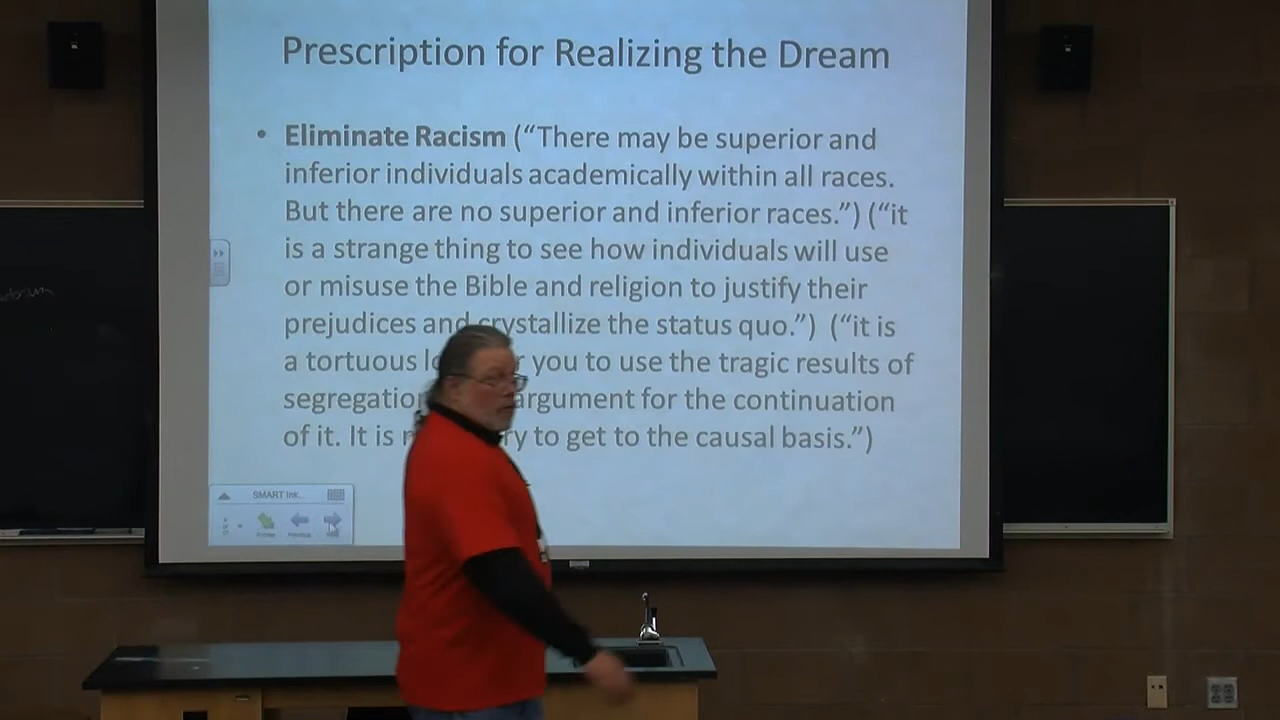 Prescription for Realizing the Dream
• Eliminate Racism (“There may be superior and
inferior individuals academically within all races.
But there are no superior and inferior races.”) (“it
is a strange thing to see how individuals will use
or misuse the Bible and religion to justify their
prejudices and crystallize the status quo.”) (“it is
a tortuous you to use the tragic results of
segregation argument for the continuation
of it. It is to get to the causal basis.”)
SMART Ink...
Previous